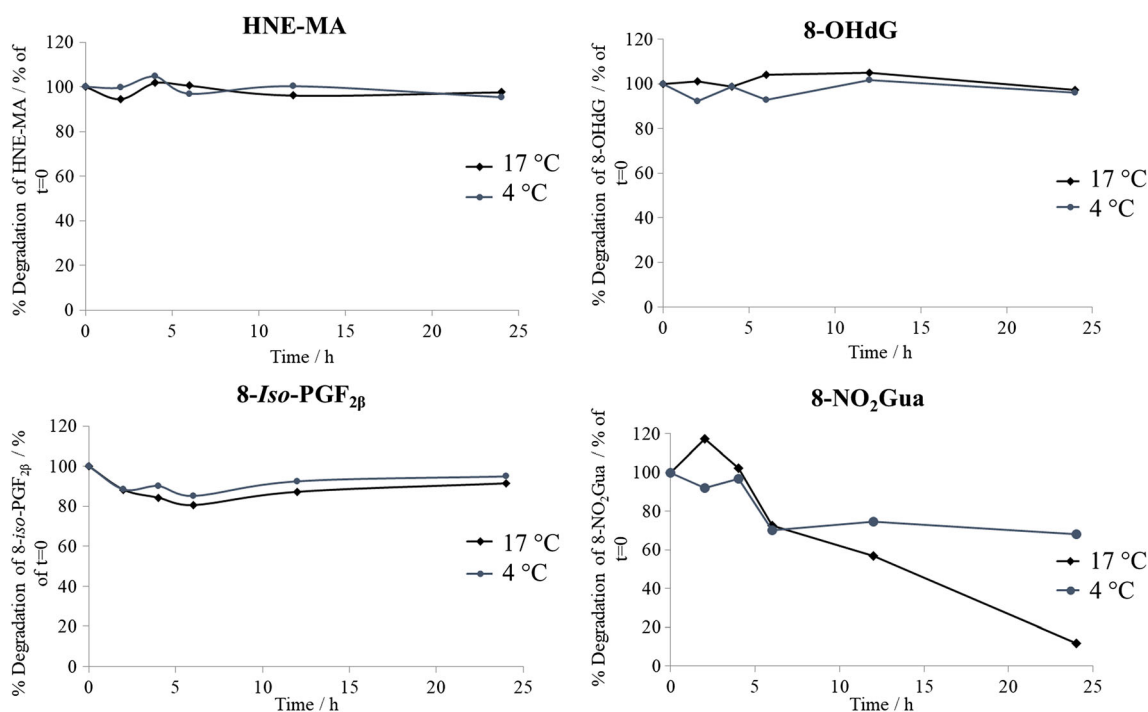 HNE-MA
% Degradation of HNE-MA / % of
t=0
120
100
80
60
40
20
0
0 5 10 15 20 25
Time / h
17 °C
4 °C
8-OHdG
% Degradation of 8-OHdG / % of
t=0
120
100
80
60
40
20
0
0 5 10 15 20 25
Time / h
17 °C
4 °C
8-Iso-PGF2β
% Degradation of 8-iso-PGF2β / %
of t=0
120
100
80
60
40
20
0
0 5 10 15 20 25
Time / h
17 °C
4 °C
8-NO2Gua
% Degradation of 8-NO2Gua / % of
t=0
120
100
80
60
40
20
0
0 5 10 15 20 25
Time / h
17 °C
4 °C